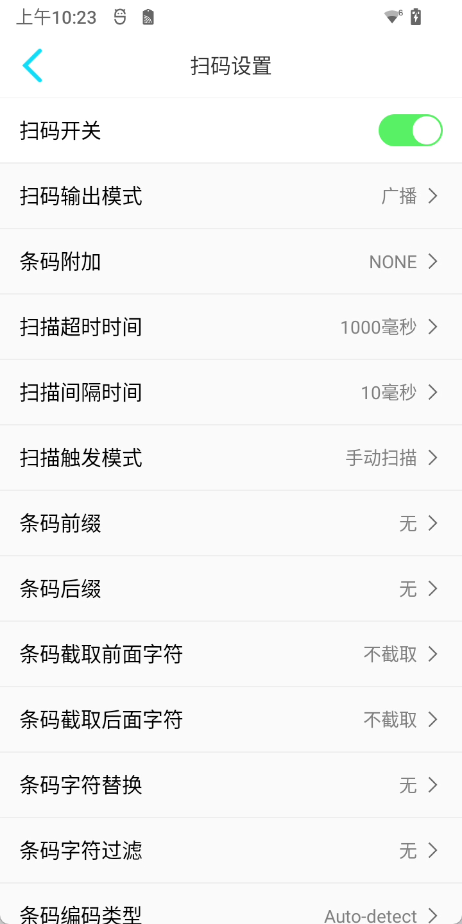 上午10:23
6
扫码设置
扫码开关
扫码输出模式 广播
条码附加 NONE
扫描超时时间 1000毫秒
扫描间隔时间 10毫秒
扫描触发模式 手动扫描
条码前缀 无
条码后缀 无
条码截取前面字符 不截取
条码截取后面字符 不截取
条码字符替换 无
条码字符过滤 无
条码编码类型 Auto-detect